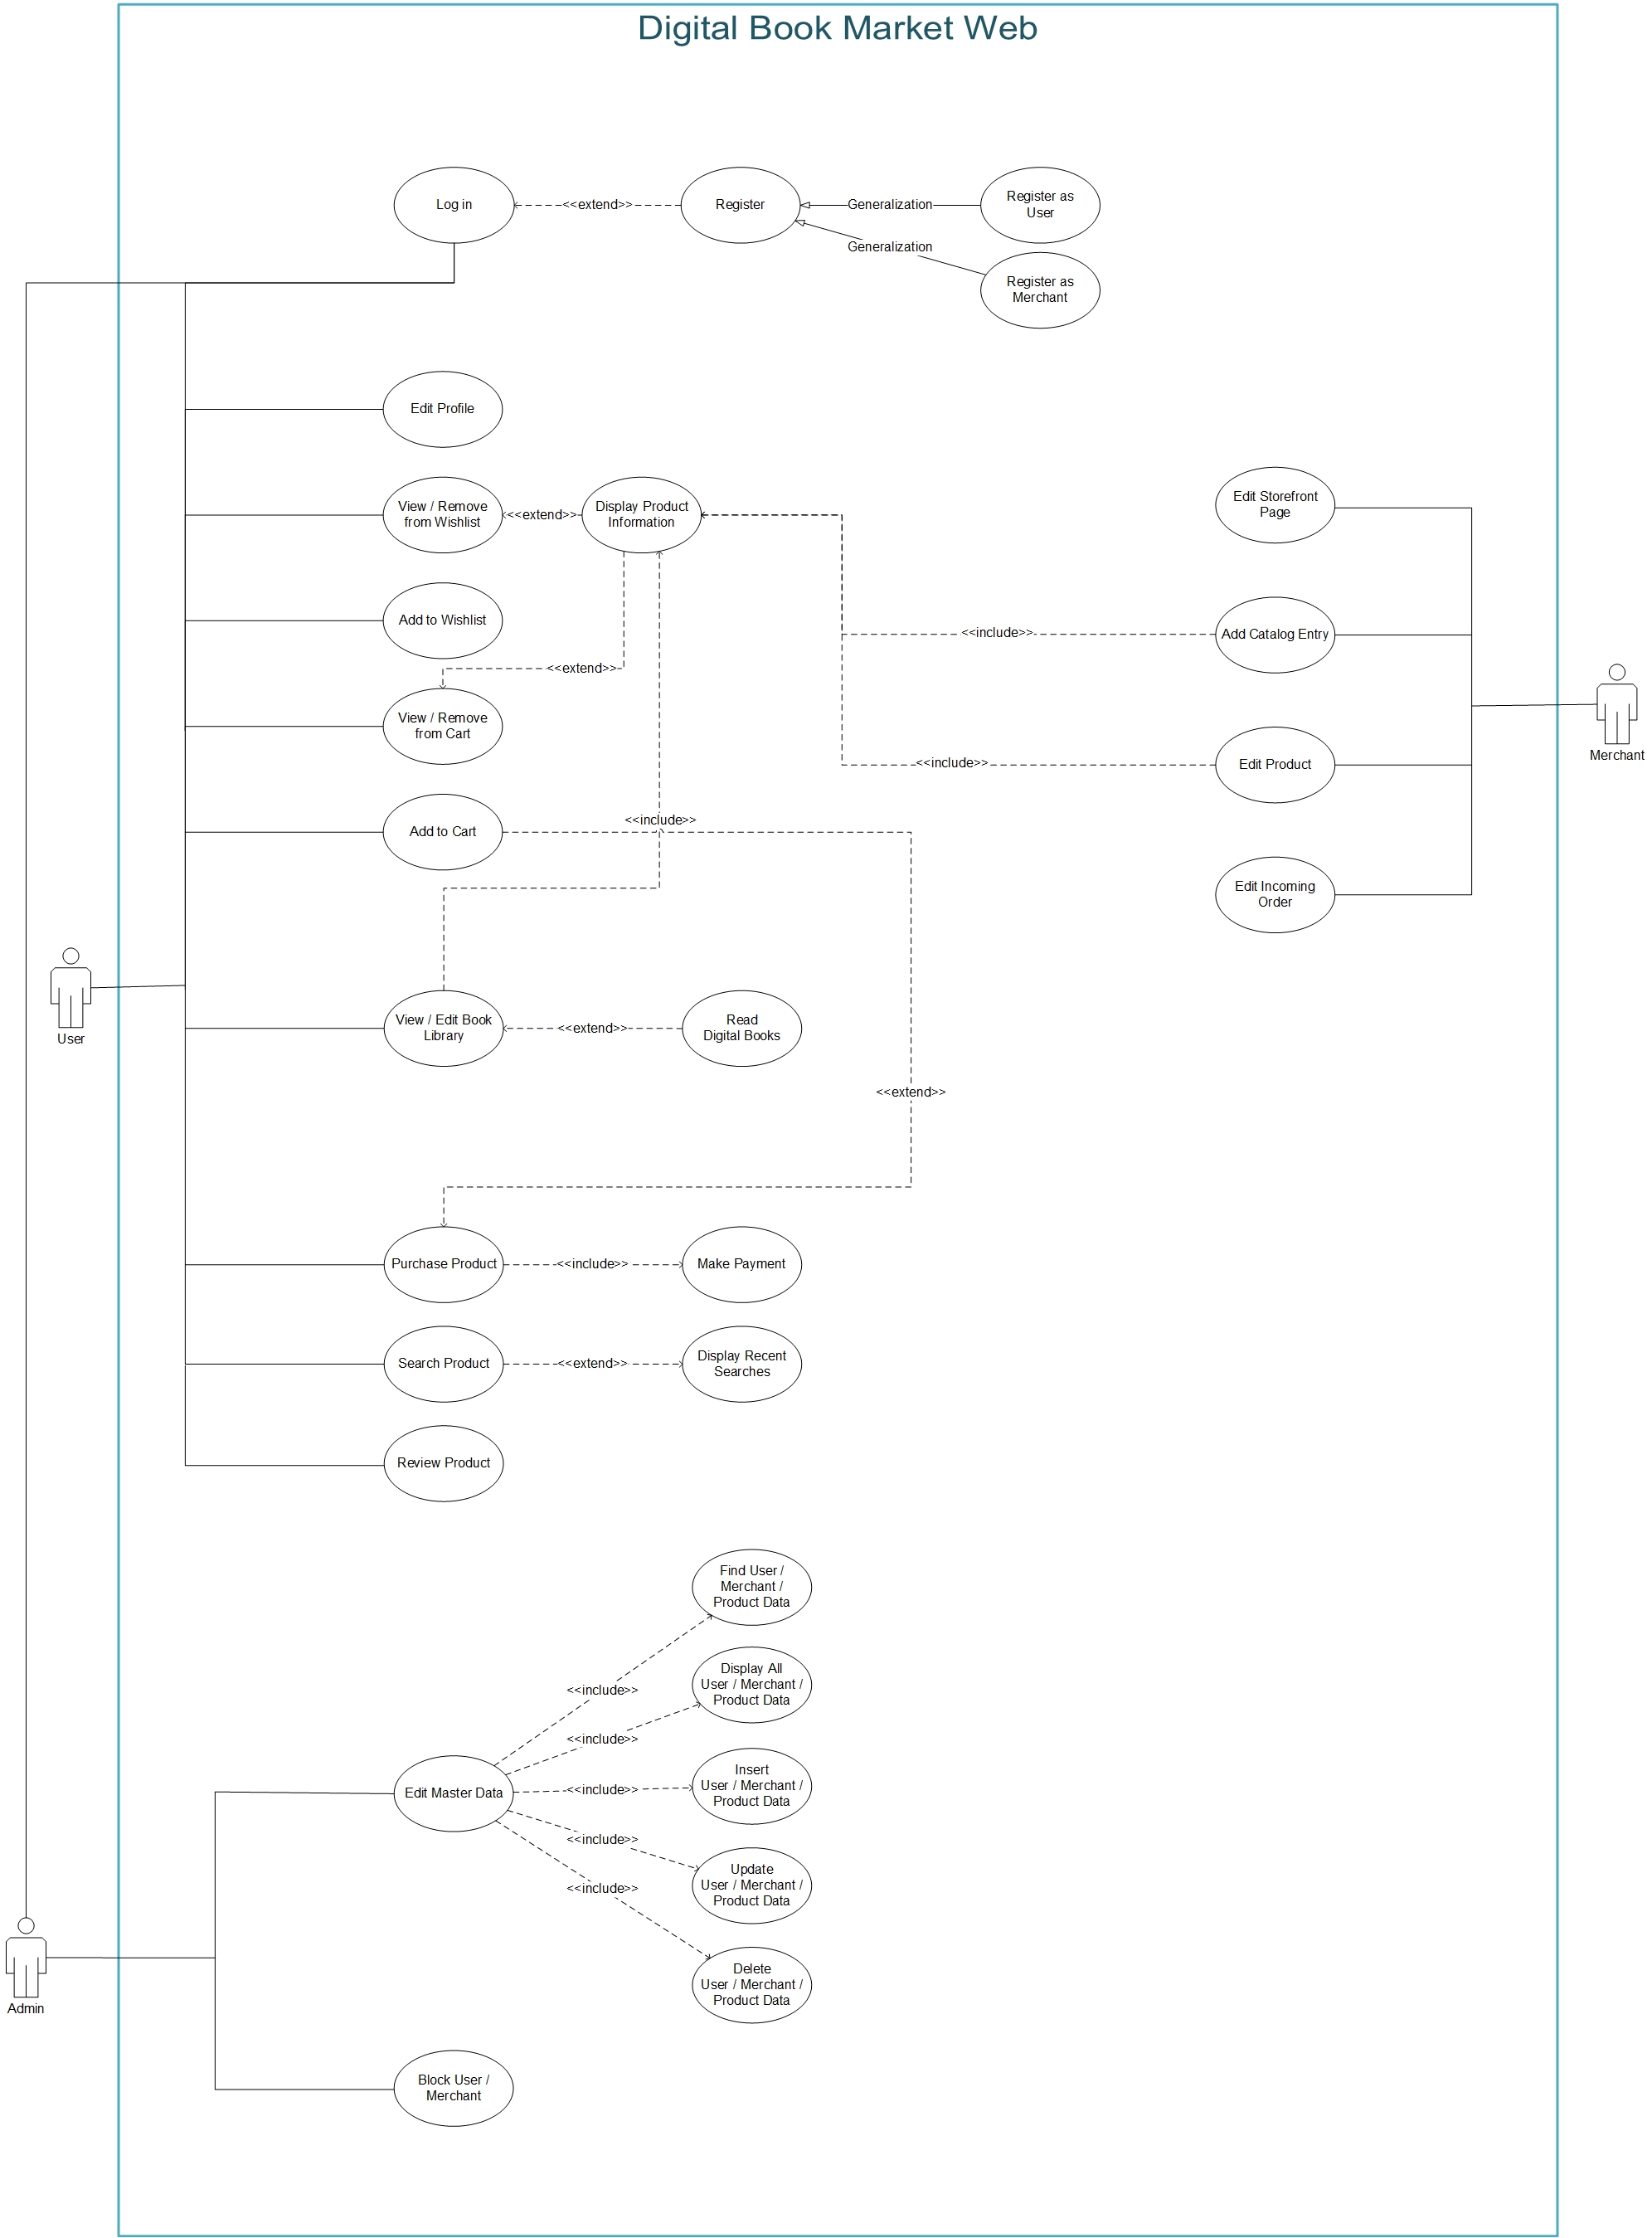 Digital Book Market Web
Log in
<<extend>>
Register
Generalization
Register as
User
Generalization
Register as
Merchant
Edit Profile
View / Remove
from Wishlist
<<extend>>
Display Product
Information
Edit Storefront
Page
Add to Wishlist
<<include>>
Add Catalog Entry
<<extend>>
View / Remove
from Cart
<<include>>
Edit Product
Merchant
Add to Cart
<<include>>
Edit Incoming
Order
User
View / Edit Book
Library
<<extend>>
Read
Digital Books
<<extend>>
Purchase Product
<<include>>
Make Payment
Search Product
<<extend>>
Display Recent
Searches
Review Product
Find User /
Merchant /
Product Data
<<include>>
Display All
User / Merchant /
Product Data
<<include>>
Edit Master Data
<<include>>
Insert
User / Merchant /
Product Data
<<include>>
Update
User / Merchant /
Product Data
<<include>>
Delete
User / Merchant /
Product Data
Admin
Block User /
Merchant